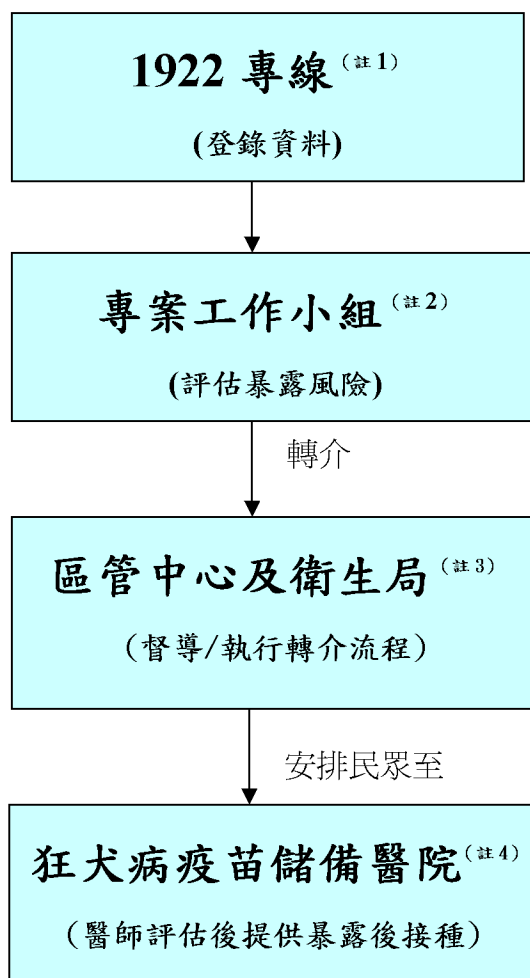 1922 專線(註1)
(登錄資料)
專案工作小組(註2)
(評估暴露風險)
轉介
區管中心及衛生局(註3)
(督導/執行轉介流程)
安排民眾至
狂犬病疫苗儲備醫院(註4)
(醫師評估後提供暴露後接種)